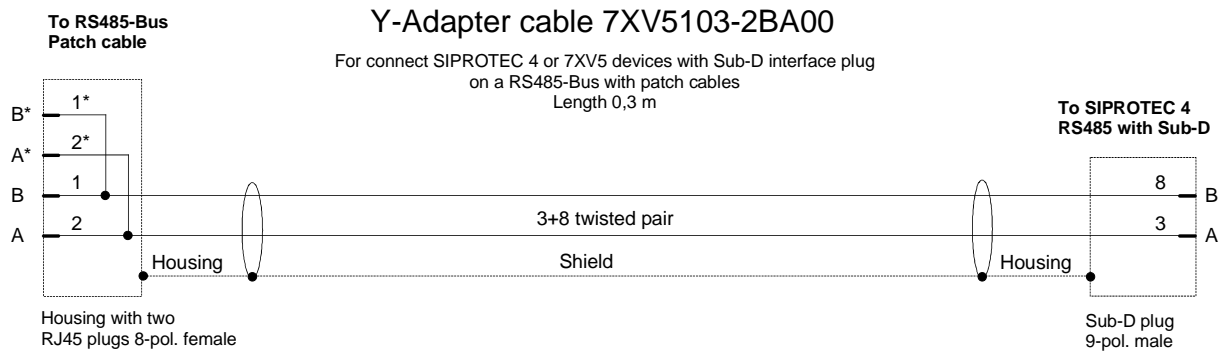 Y-Adapter cable 7XV5103-2BA00
To RS485-Bus
Patch cable
For connect SIPROTEC 4 or 7XV5 devices with Sub-D interface plug
on a RS485-Bus with patch cables
Length 0,3 m
To SIPROTEC 4
RS485 with Sub-D
B* 1*
A* 2*
B 1 8 B
A 2 3+8 twisted pair 3 A
Housing Shield Housing
Housing with two
RJ45 plugs 8-pol. female
Sub-D plug
9-pol. male